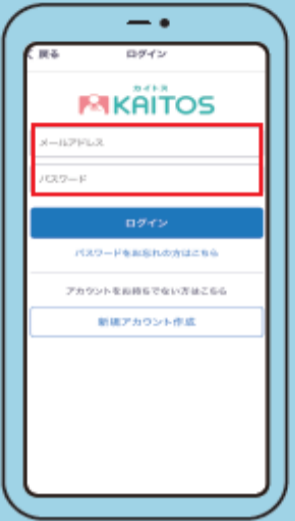 戻る ログイン
カイトス
KAITOS
メールアドレス
パスワード
ログイン
パスワードをお忘れの方はこちら
アカウントをお持ちでない方はこちら
新規アカウント作成